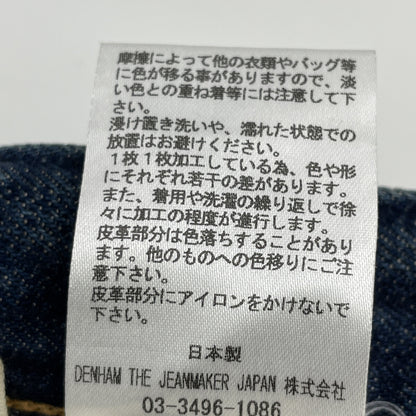 摩擦によって他の衣類やバッグ等
に色が移る事がありますので、淡
い色との重ね着等には注意して下
さい。
浸け置き洗いや、濡れた状態での
放置はお避けください。
1枚1枚加工している為、色や形
にそれぞれ若干の差があります。
また、着用や洗濯の繰り返しで徐
々に加工の程度が進行します。
皮革部分は色落ちすることがあり
ます。他のものへの色移りにご注
意下さい。
皮革部分にアイロンをかけないで
下さい。
日本製
DENHAM THE JEANMAKER JAPAN 株式会社
03-3496-1086